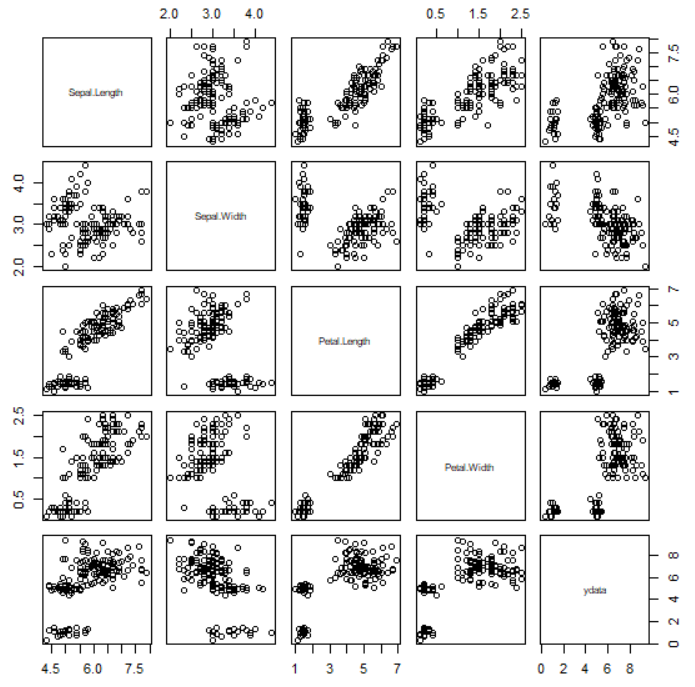 2.0 3.0 4.0 0.5 1.5 2.5
Sepal.Length
4.5 6.0 7.5
2.0 3.0 4.0
Sepal.Width
Petal.Length
1 3 5 7
0.5 1.5 2.5
Petal.Width
ydata
0 2 4 6 8
4.5 6.0 7.5 1 3 5 7 0 2 4 6 8